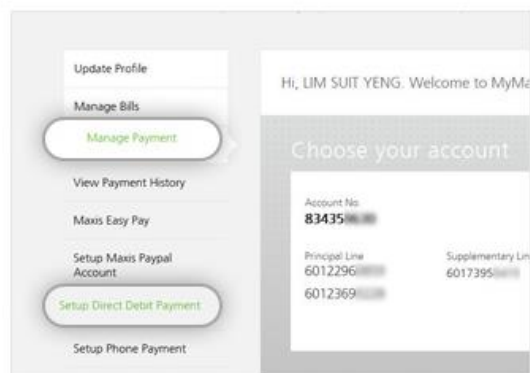 Update Profile
Manage Bills
Manage Payment
View Payment History
Maxis Easy Pay
Setup Maxis Paypal
Account
Setup Direct Debit Payment
Setup Phone Payment
Hi, LIM SUIT YENG. Welcome to MyMa
Choose your account
Account No.
83435
Principal Line
6012296
6012369
Supplementary Lin
6017395